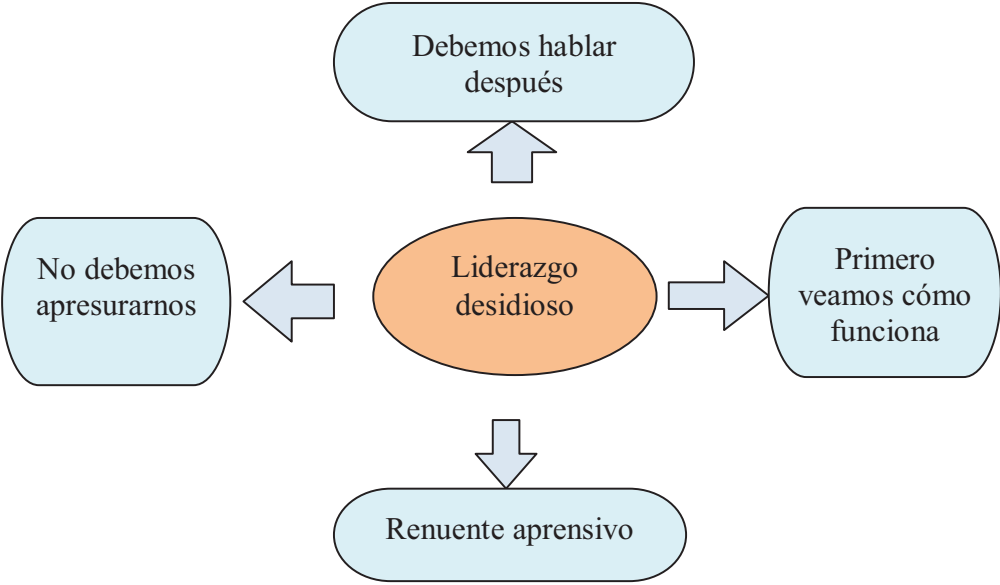 Debemos hablar
después
No debemos
apresurarnos
Liderazgo
desidioso
Primero
veamos cómo
funciona
Renuente aprensivo